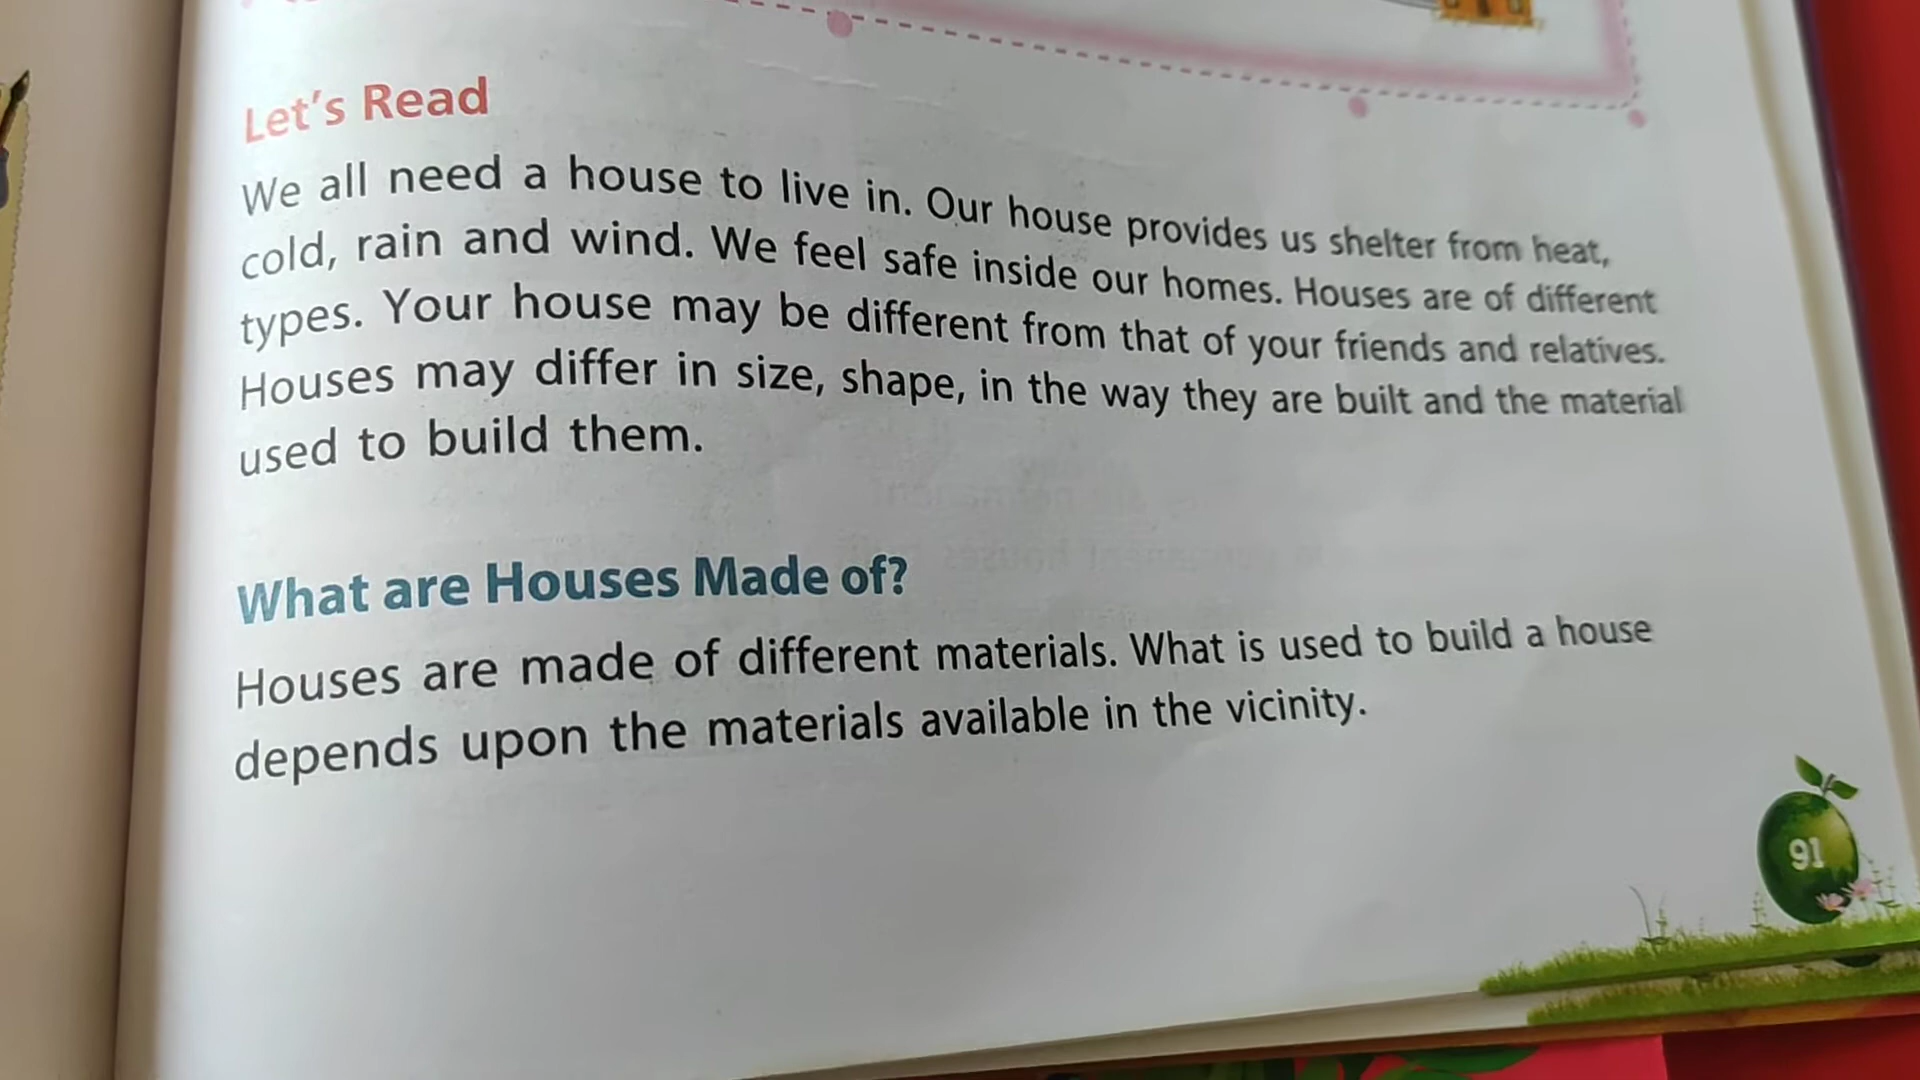 Let's Read
We all need a house to live in. Our house provides us shelter from heat,
cold, rain and wind. We feel safe inside our homes. Houses are of different
types. Your house may be different from that of your friends and relatives.
Houses may differ in size, shape, in the way they are built and the material
used to build them.
What are Houses Made of?
Houses are made of different materials. What is used to build a house
depends upon the materials available in the vicinity.
91